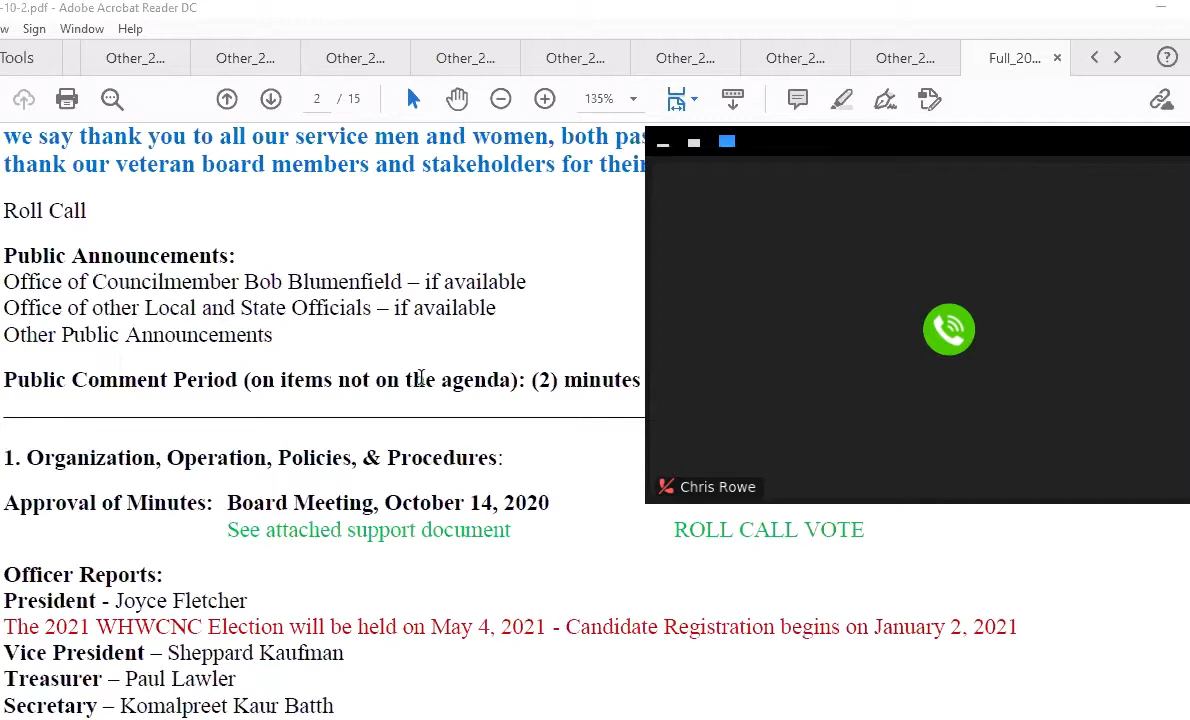 -10-2.pdf - Adobe Acrobat Reader DC
w Sign Window Help
Tools Other_2... Other_2... Other_2... Other_2... Other_2... Other_2... Other_2... Other_2... Full_20...
2 / 15 135%
we say thank you to all our service men and women, both pas
thank our veteran board members and stakeholders for their
Roll Call
Public Announcements:
Office of Councilmember Bob Blumenfield – if available
Office of other Local and State Officials – if available
Other Public Announcements
Public Comment Period (on items not on the agenda): (2) minutes
Chris Rowe
1. Organization, Operation, Policies, & Procedures:
Approval of Minutes: Board Meeting, October 14, 2020
See attached support document ROLL CALL VOTE
Officer Reports:
President - Joyce Fletcher
The 2021 WHWCNC Election will be held on May 4, 2021 - Candidate Registration begins on January 2, 2021
Vice President – Sheppard Kaufman
Treasurer – Paul Lawler
Secretary – Komalpreet Kaur Batth